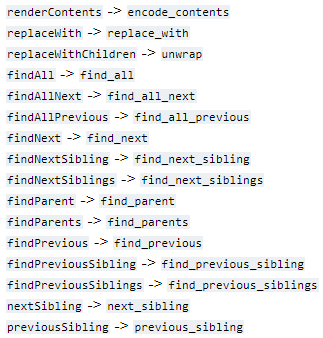 renderContents -> encode_contents
replaceWith -> replace_with
replaceWithChildren -> unwrap
findAll -> find_all
findAllNext -> find_all_next
findAllPrevious -> find_all_previous
findNext -> find_next
findNextSibling -> find_next_sibling
findNextSiblings -> find_next_siblings
findParent -> find_parent
findParents -> find_parents
findPrevious -> find_previous
findPreviousSibling -> find_previous_sibling
findPreviousSiblings -> find_previous_siblings
nextSibling -> next_sibling
previousSibling -> previous_sibling